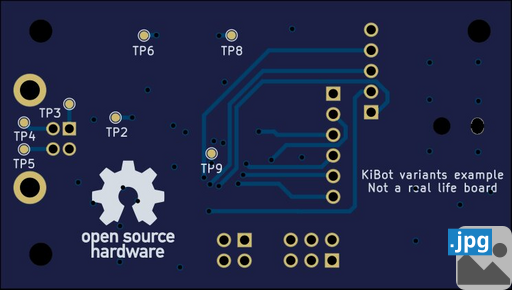 TP6
TP8
TP3
TP4
TP2
TP5
TP9
KiBot variants example
Not a real life board
open source
hardware
.jpg